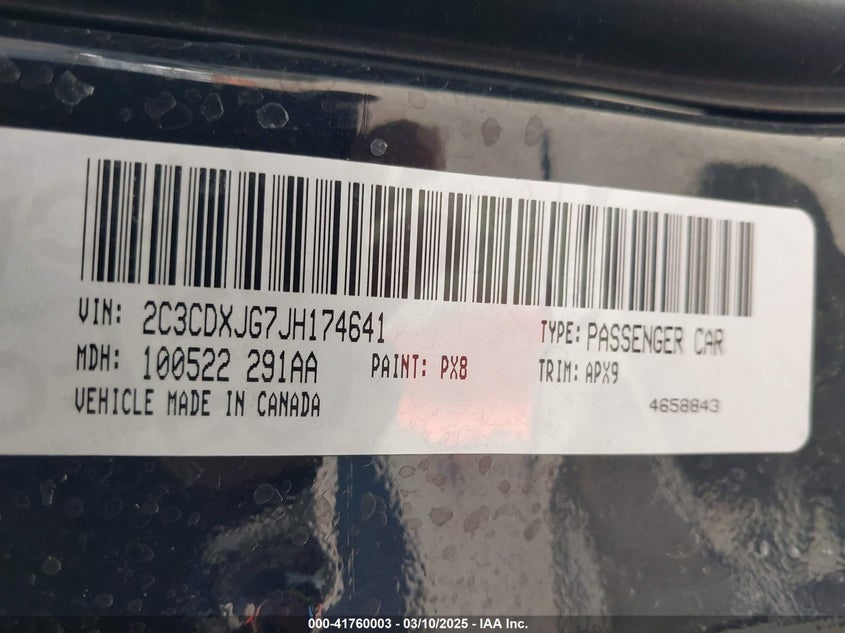 VIN: 2C3CDXJG7JH174641 TYPE: PASSENGER CAR
MDH: 100522 291AA PAINT: PX8 TRIM: APX9
VEHICLE MADE IN CANADA 4658843
000-41760003 - 03/10/2025 - IAA Inc.